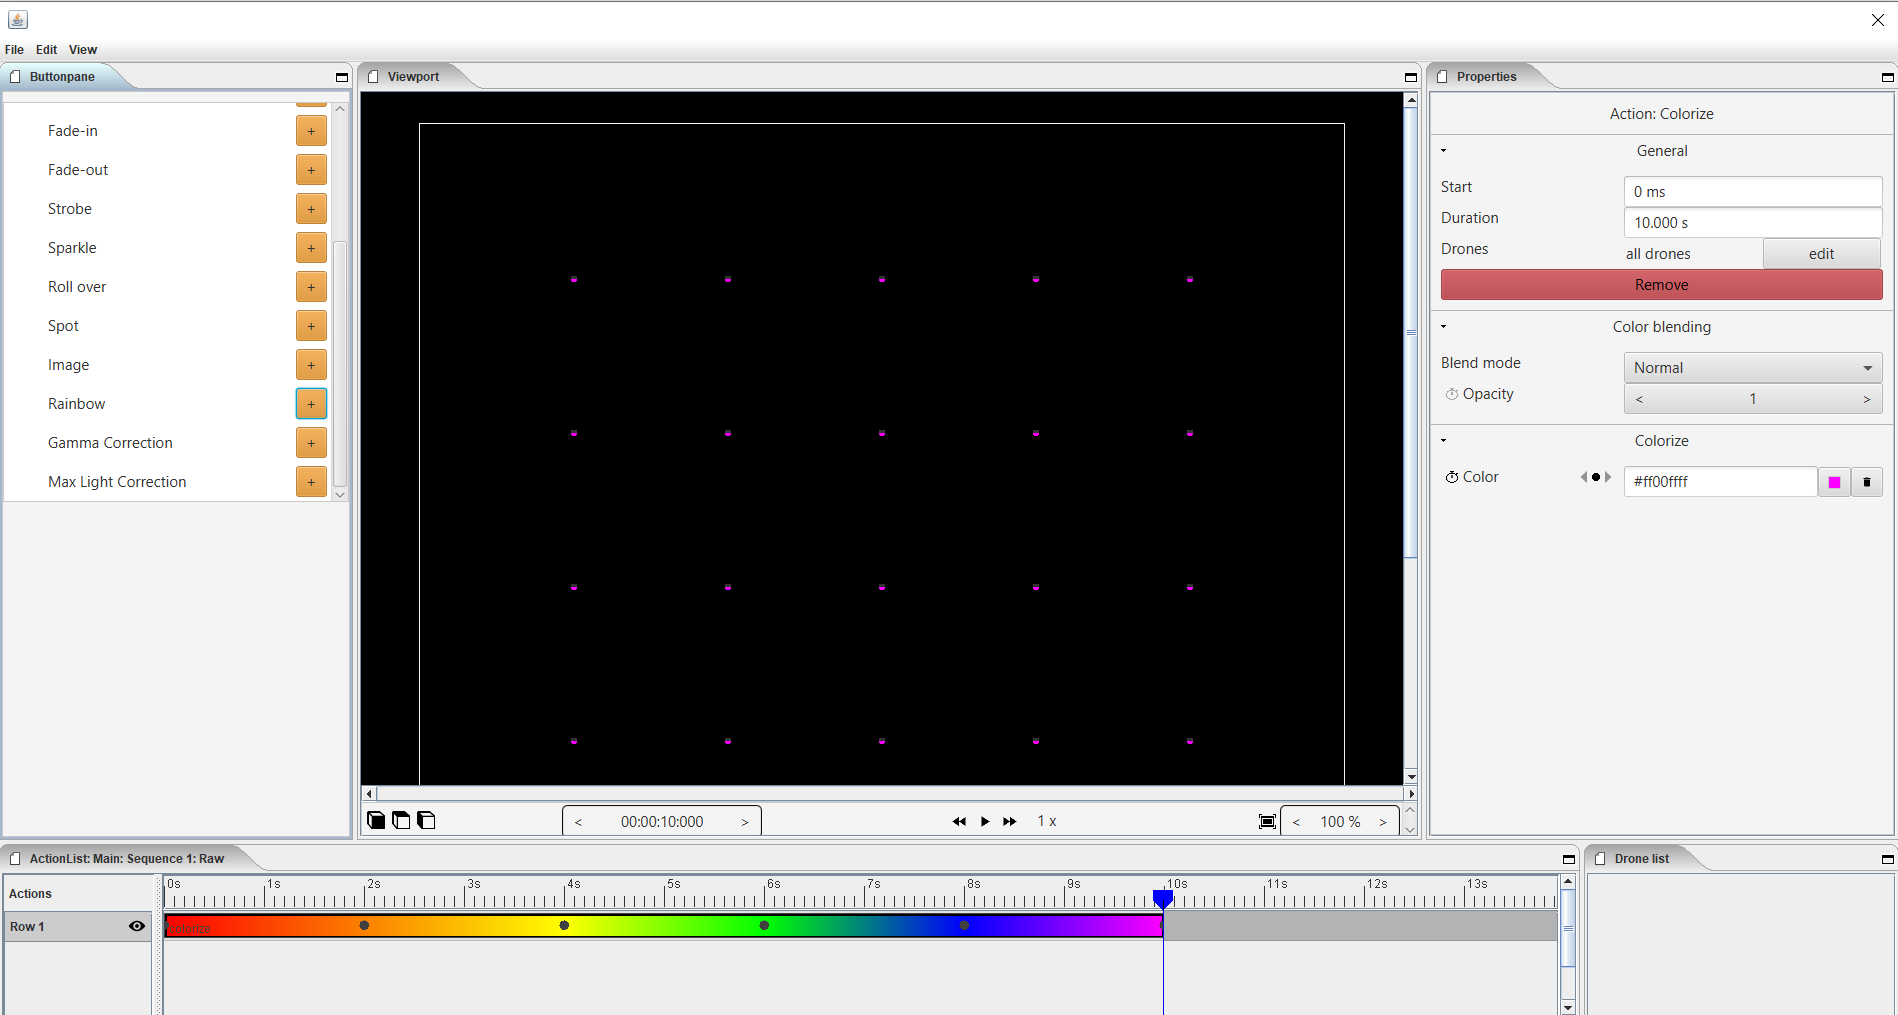 File Edit View
Buttonpane
Fade-in +
Fade-out +
Strobe +
Sparkle +
Roll over +
Spot +
Image +
Rainbow +
Gamma Correction +
Max Light Correction +
Viewport
< 00:00:10:000 >
1 x
< 100 % >
Properties
Action: Colorize
General
Start 0 ms
Duration 10.000 s
Drones all drones edit
Remove
Color blending
Blend mode Normal
Opacity < 1 >
Colorize
Color #ff00ffff
ActionList: Main: Sequence 1: Raw
Actions 0s 1s 2s 3s 4s 5s 6s 7s 8s 9s 10s 11s 12s 13s
Row 1 colorize
Drone list